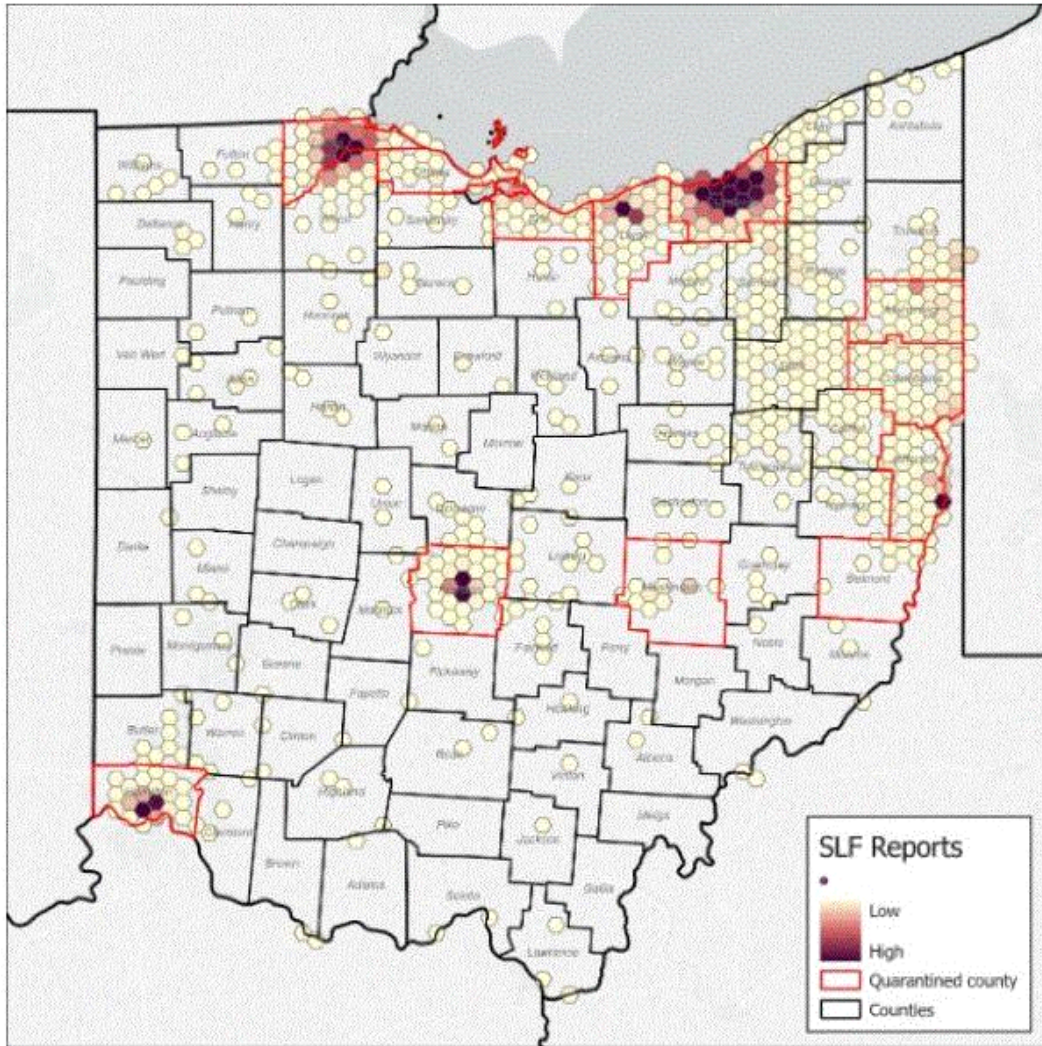 Ashtabula
Lake
Fulton
Williams
Geauga
Ottawa
Trumbull
Henry
Defiance
Sandusky
Erie
Lorain
Portage
Medina
Summit
Huron
Seneca
Paulding
Mahoning
Putnam
Hancock
Van Wert
Wyandot
Crawford
Ashland
Wayne
Stark
Allen
Richland
Columbiana
Hardin
Mercer
Auglaize
Marion
Morrow
Holmes
Carroll
Tuscarawas
Jefferson
Logan
Knox
Shelby
Union
Delaware
Coshocton
Harrison
Darke
Champaign
Licking
Guernsey
Miami
Muskingum
Belmont
Clark
Madison
Preble
Montgomery
Fairfield
Perry
Noble
Monroe
Greene
Pickaway
Morgan
Fayette
Washington
Hocking
Butler
Warren
Clinton
Ross
Athens
Vinton
Highland
Pike
Meigs
Clermont
Jackson
Brown
Adams
Scioto
Gallia
Lawrence
SLF Reports
Low
High
Quarantined county
Counties